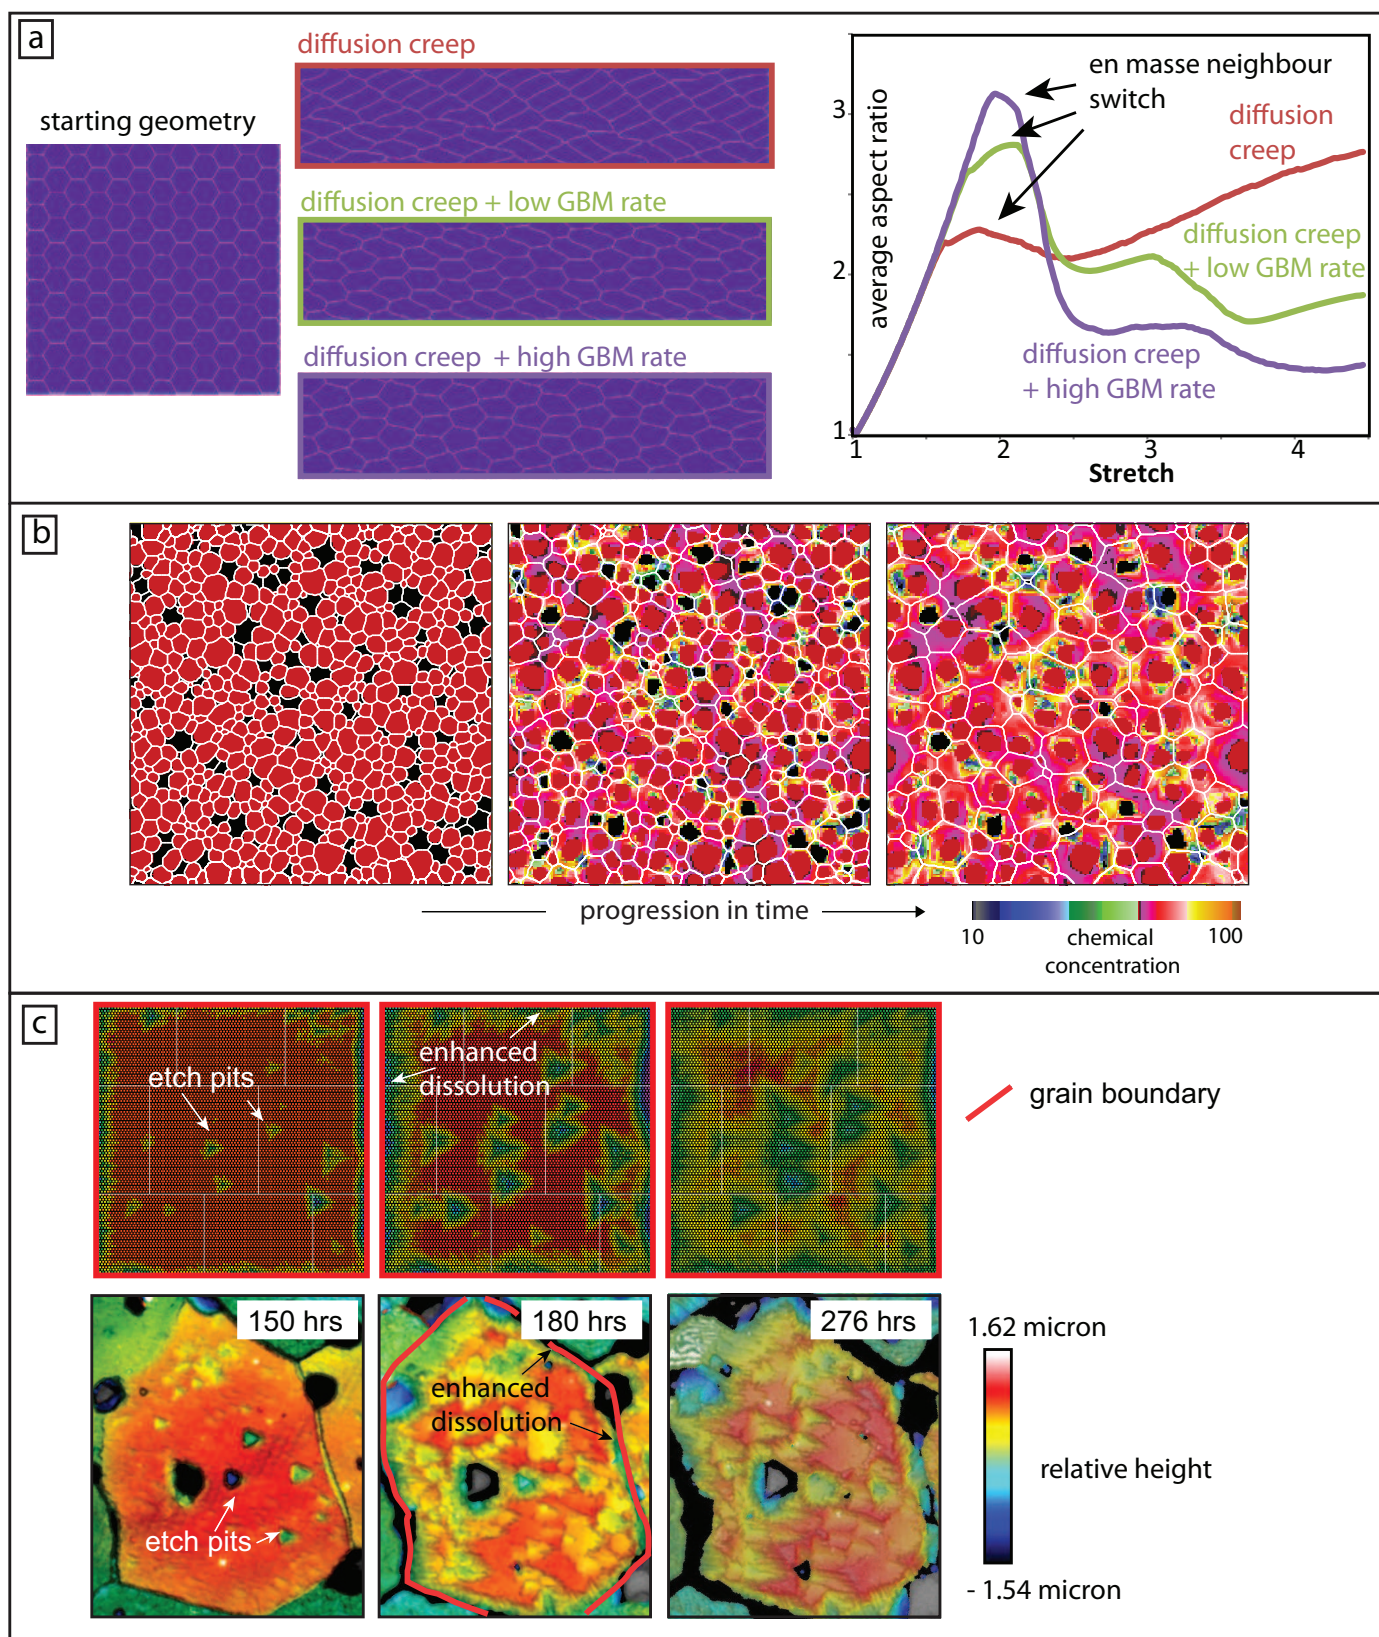 a
starting geometry
diffusion creep
diffusion creep + low GBM rate
diffusion creep + high GBM rate
average aspect ratio
3
2
1
en masse neighbour
switch
diffusion
creep
diffusion creep
+ low GBM rate
diffusion creep
+ high GBM rate
1
2
3
4
Stretch
b
progression in time
10
chemical
concentration
100
c
etch pits
enhanced
dissolution
grain boundary
150 hrs
etch pits
180 hrs
enhanced
dissolution
276 hrs
1.62 micron
relative height
- 1.54 micron